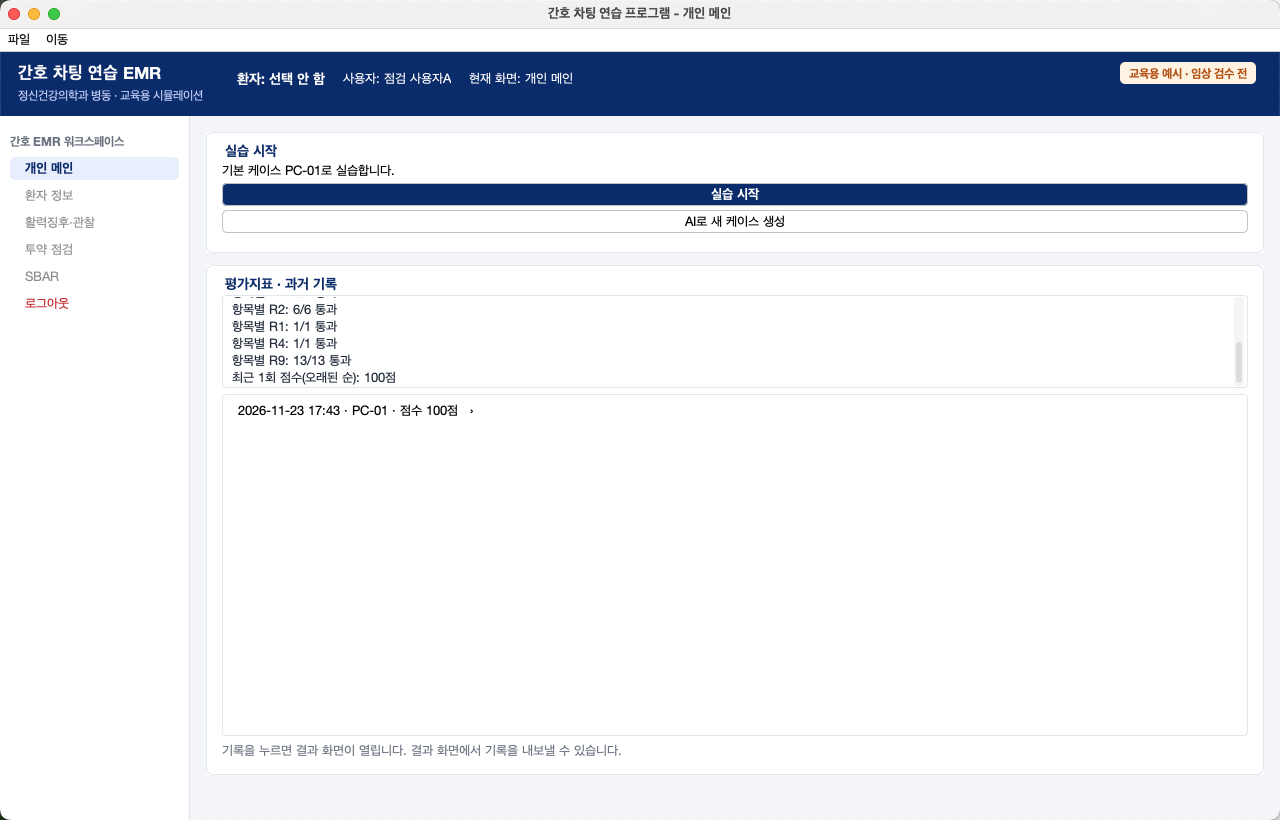 간호 차팅 연습 프로그램 - 개인 메인
파일 이동
간호 차팅 연습 EMR
정신건강의학과 병동 · 교육용 시뮬레이션
환자: 선택 안 함 사용자: 점검 사용자A 현재 화면: 개인 메인
교육용 예시 · 임상 검수 전
간호 EMR 워크스페이스
개인 메인
환자 정보
활력징후·관찰
투약 점검
SBAR
로그아웃
실습 시작
기본 케이스 PC-01로 실습합니다.
실습 시작
AI로 새 케이스 생성
평가지표 · 과거 기록
항목별 R2: 6/6 통과
항목별 R1: 1/1 통과
항목별 R4: 1/1 통과
항목별 R9: 13/13 통과
최근 1회 점수(오래된 순): 100점
2026-11-23 17:43 · PC-01 · 점수 100점 ›
기록을 누르면 결과 화면이 열립니다. 결과 화면에서 기록을 내보낼 수 있습니다.